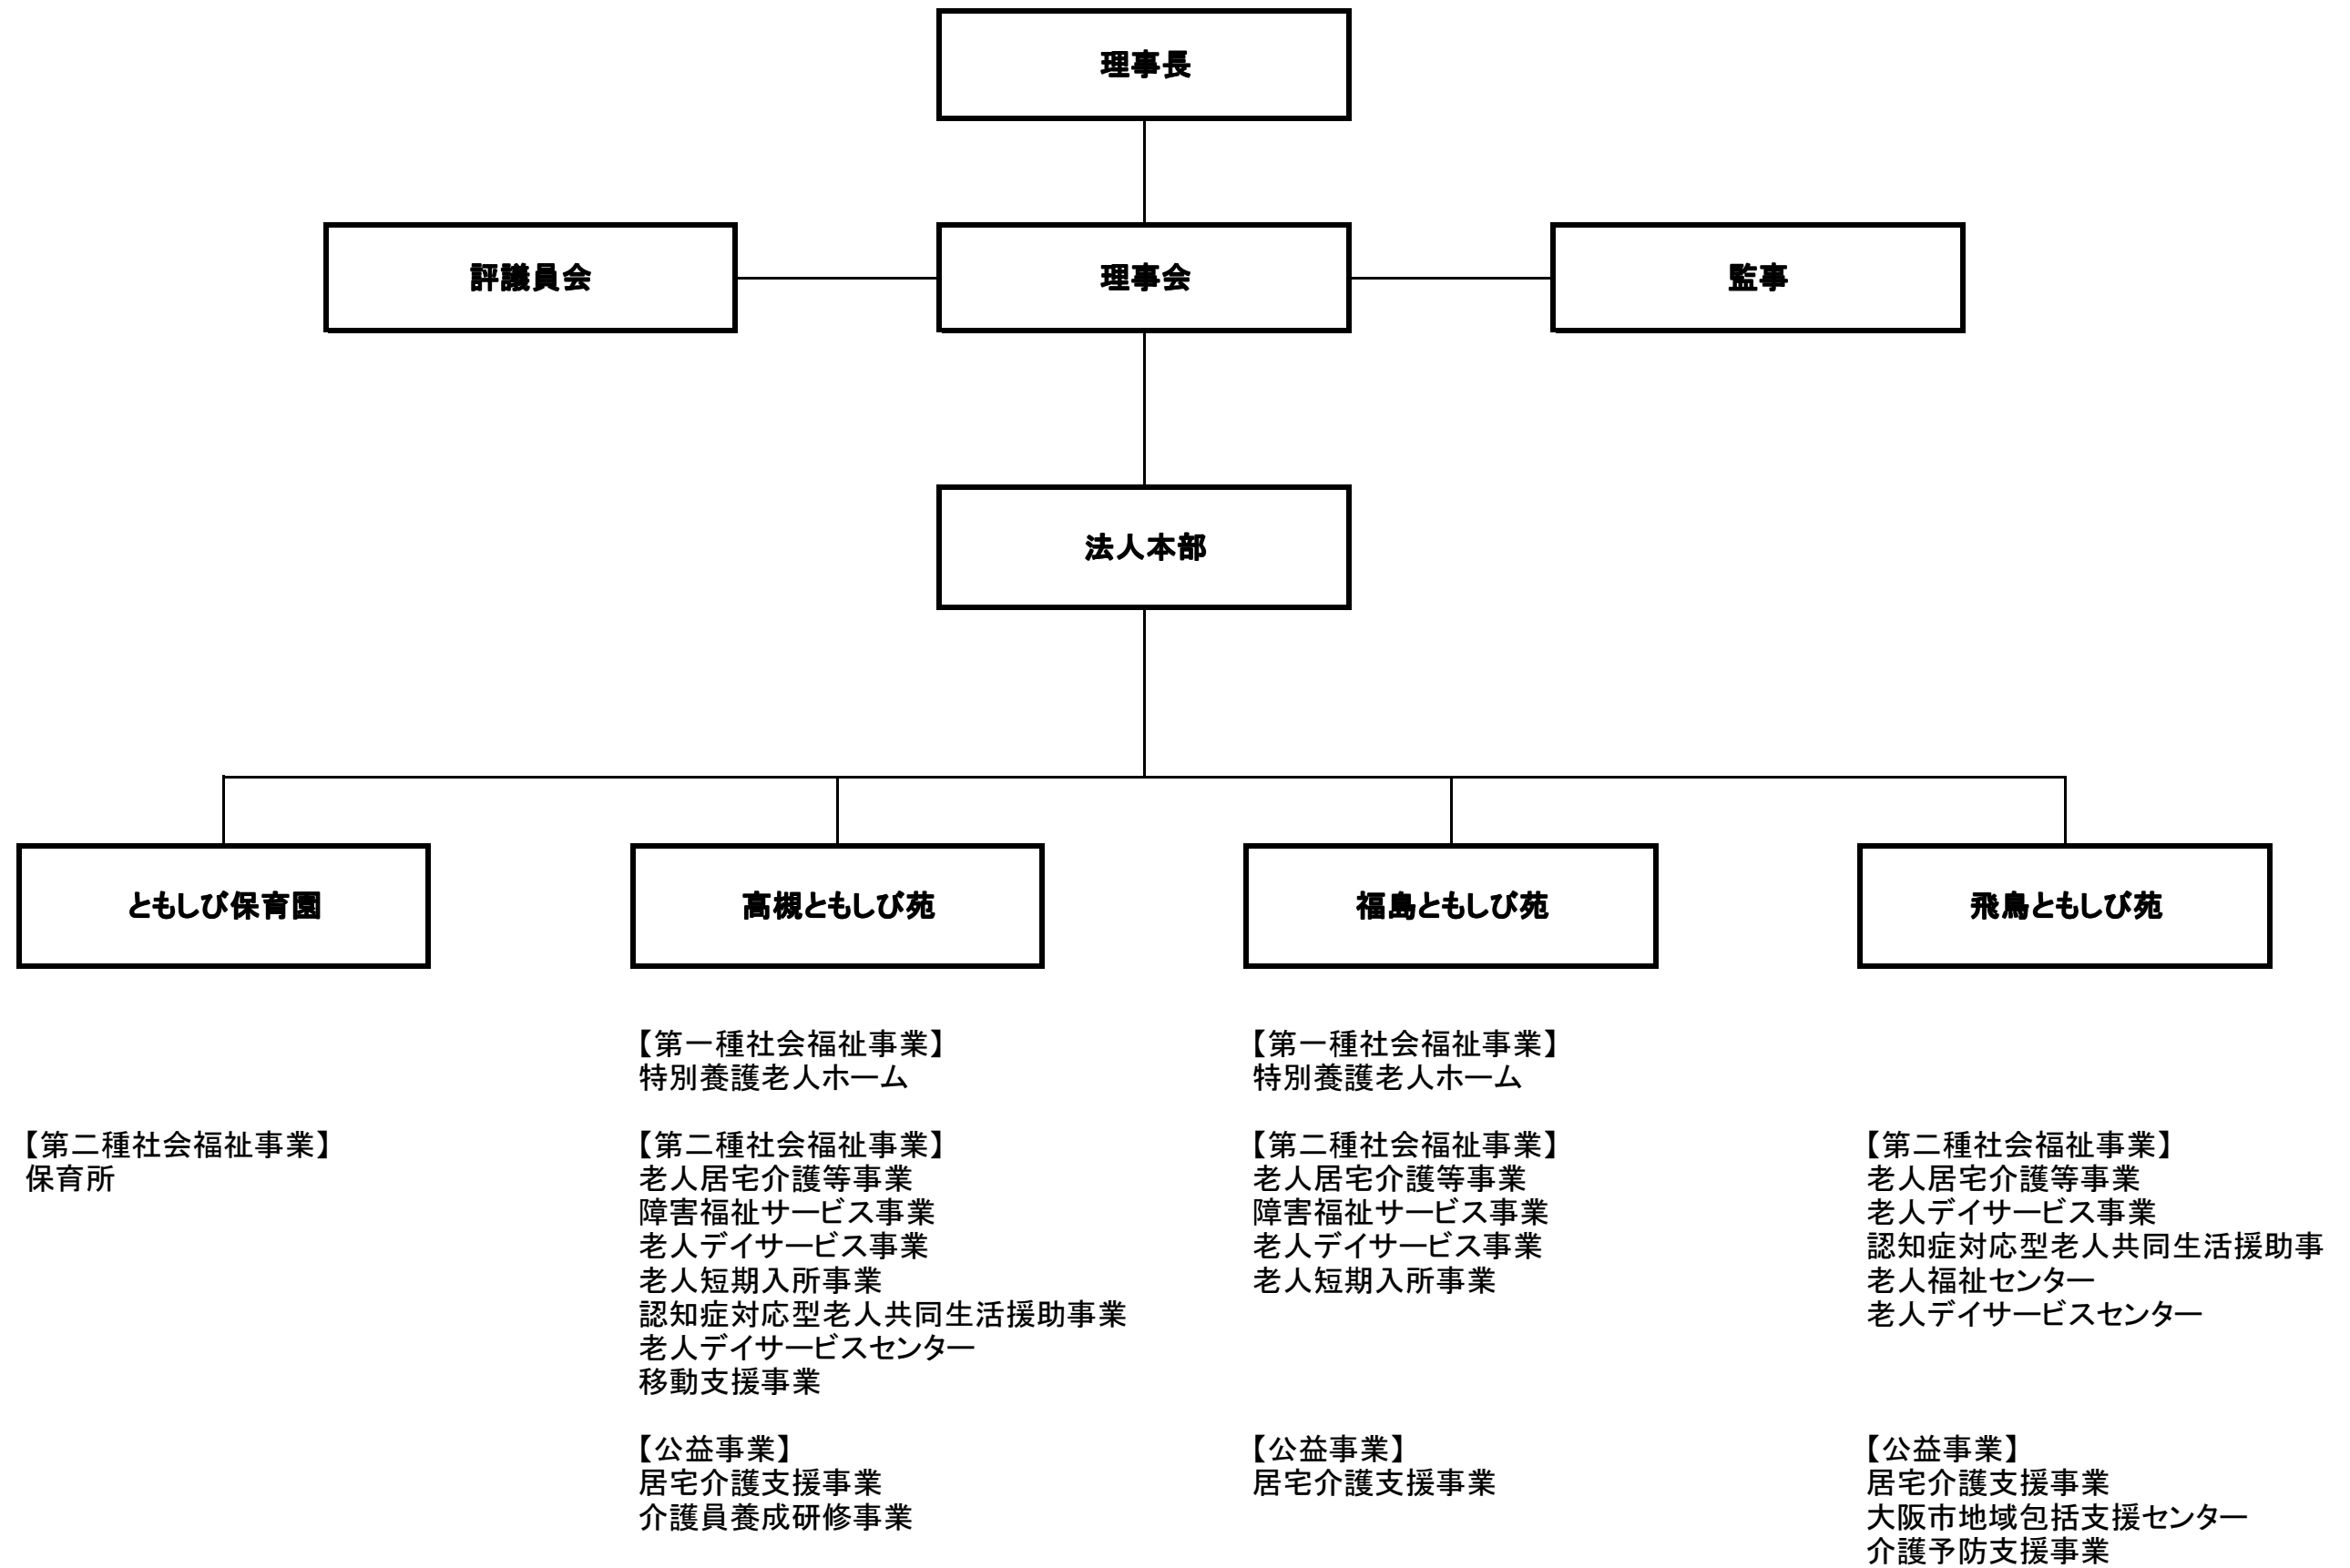 理事長
評議員会
理事会
監事
法人本部
ともしび保育園
高槻ともしび苑
福島ともしび苑
飛鳥ともしび苑
【第二種社会福祉事業】
保育所
【第一種社会福祉事業】
特別養護老人ホーム
【第二種社会福祉事業】
老人居宅介護等事業
障害福祉サービス事業
老人デイサービス事業
老人短期入所事業
認知症対応型老人共同生活援助事業
老人デイサービスセンター
移動支援事業
【公益事業】
居宅介護支援事業
介護員養成研修事業
【第一種社会福祉事業】
特別養護老人ホーム
【第二種社会福祉事業】
老人居宅介護等事業
障害福祉サービス事業
老人デイサービス事業
老人短期入所事業
【公益事業】
居宅介護支援事業
【第二種社会福祉事業】
老人居宅介護等事業
老人デイサービス事業
認知症対応型老人共同生活援助事
老人福祉センター
老人デイサービスセンター
【公益事業】
居宅介護支援事業
大阪市地域包括支援センター
介護予防支援事業